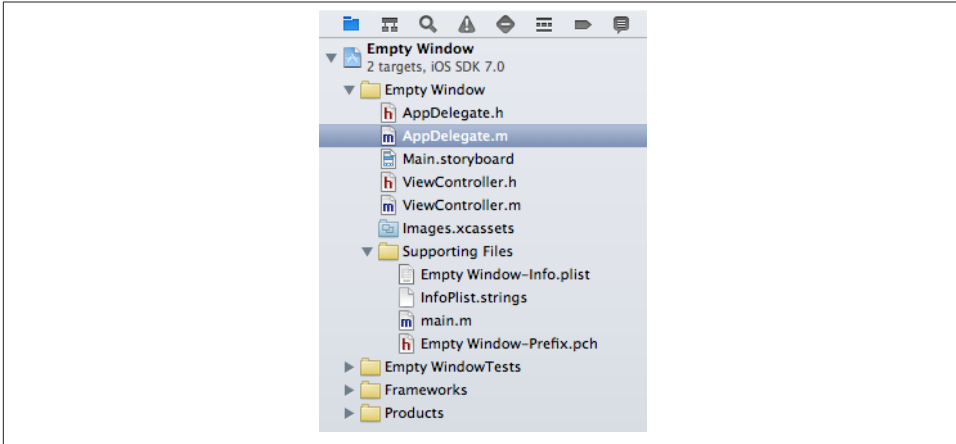 Empty Window
2 targets, iOS SDK 7.0
Empty Window
h AppDelegate.h
m AppDelegate.m
Main.storyboard
h ViewController.h
m ViewController.m
Images.xcassets
Supporting Files
Empty Window-Info.plist
InfoPlist.strings
m main.m
h Empty Window-Prefix.pch
Empty WindowTests
Frameworks
Products